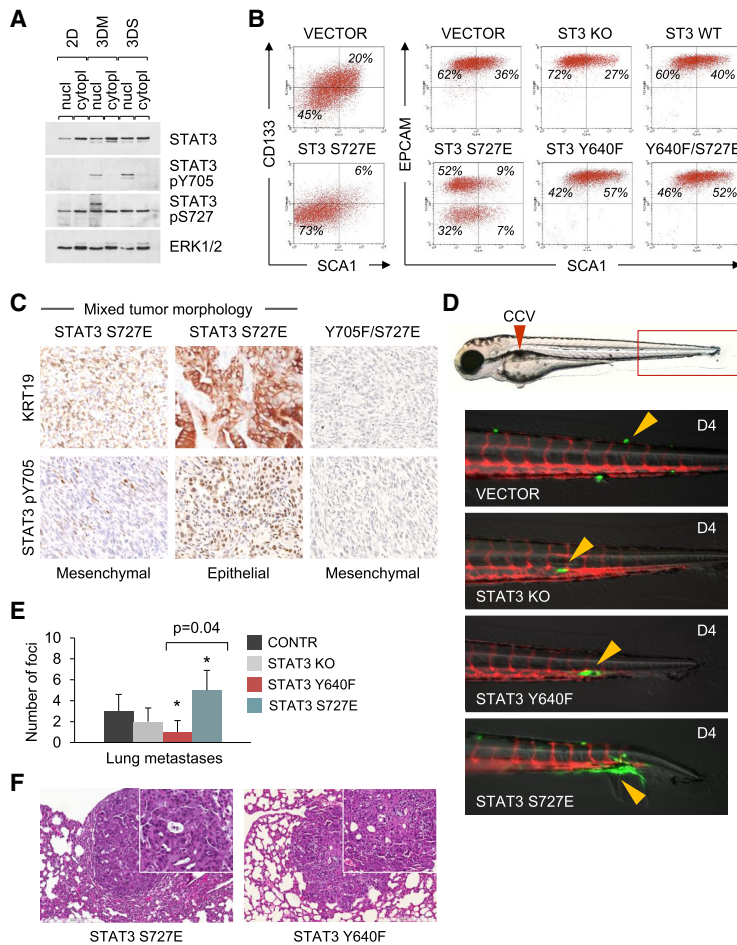 A
2D
3DM
3DS
nucl
cytopl
nucl
cytopl
nucl
cytopl
STAT3
STAT3
pY705
STAT3
pS727
ERK1/2
B
VECTOR
20%
45%
CD133
ST3 S727E
6%
73%
SCA1
VECTOR
ST3 KO
ST3 WT
62%
36%
72%
27%
60%
40%
EPCAM
ST3 S727E
ST3 Y640F
Y640F/S727E
52%
9%
32%
7%
42%
57%
46%
52%
SCA1
C
Mixed tumor morphology
STAT3 S727E
STAT3 S727E
Y705F/S727E
KRT19
STAT3 pY705
Mesenchymal
Epithelial
Mesenchymal
D
CCV
D4
VECTOR
D4
STAT3 KO
D4
STAT3 Y640F
D4
STAT3 S727E
E
p=0.04
Number of foci
10
8
6
4
2
0
*
*
Lung metastases
CONTR
STAT3 KO
STAT3 Y640F
STAT3 S727E
F
STAT3 S727E
STAT3 Y640F